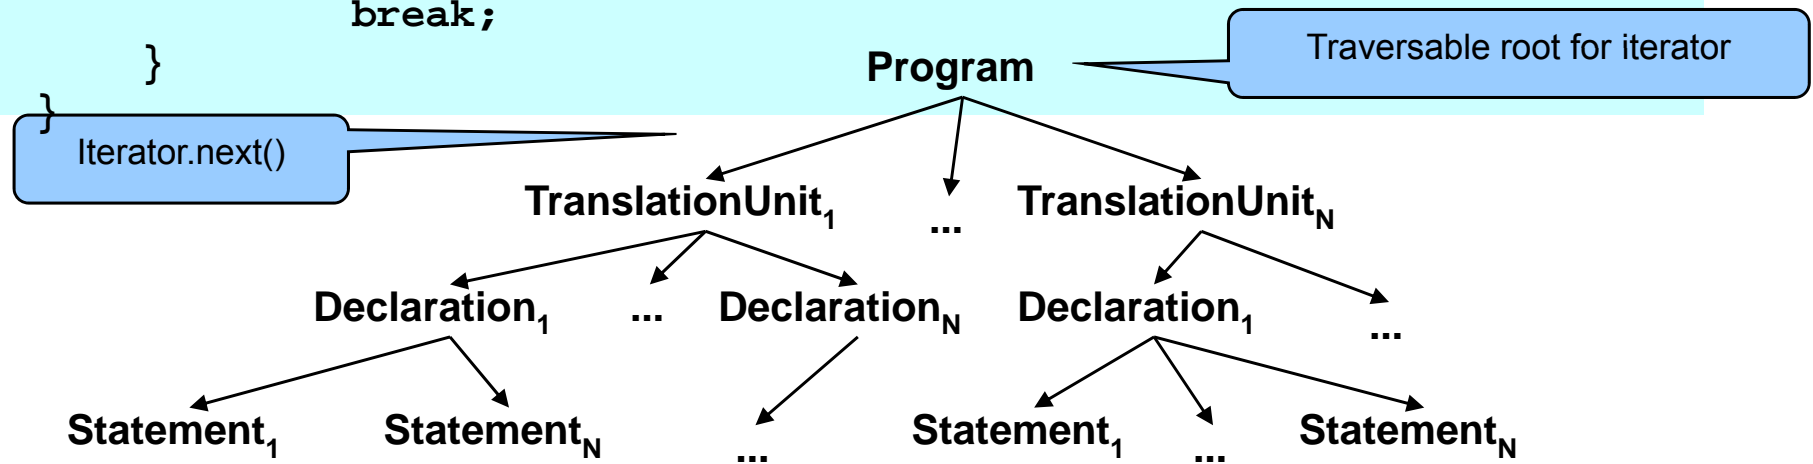 break;
}
Program
Traversable root for iterator
}
Iterator.next()
TranslationUnit1 ... TranslationUnitN
Declaration1 ... DeclarationN Declaration1 ...
Statement1 StatementN ... Statement1 ... StatementN